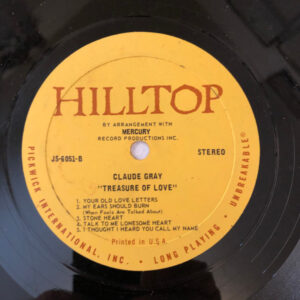 HILLTOP
BY ARRANGEMENT WITH
MERCURY
RECORD PRODUCTIONS INC.
JS-6051-B
STEREO
CLAUDE GRAY
"TREASURE OF LOVE"
1. YOUR OLD LOVE LETTERS
2. MY EARS SHOULD BURN
(When Fools Are Talked About)
3. STONE HEART
4. TALK TO ME LONESOME HEART
5. I THOUGHT I HEARD YOU CALL MY NAME
Printed in U.S.A.
PICKWICK INTERNATIONAL, INC. • LONG PLAYING • UNBREAKABLE®